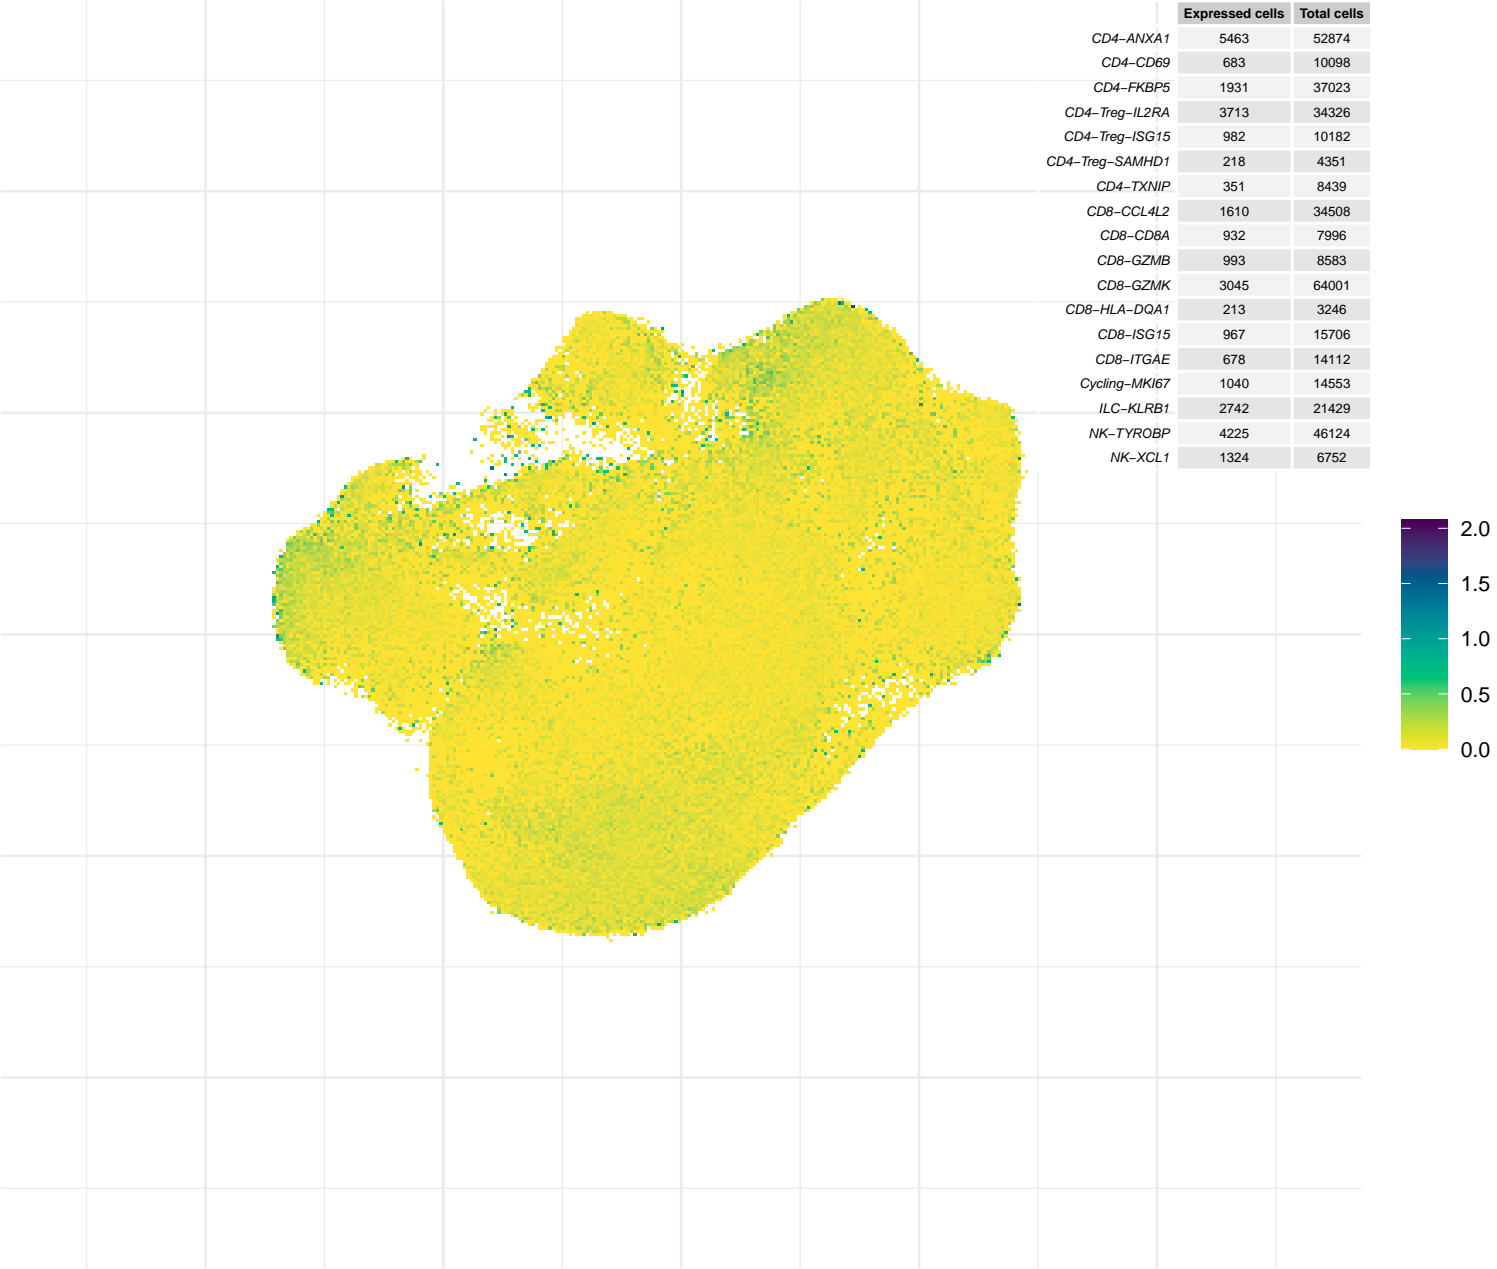 Expressed cells Total cells
CD4−ANXA1 5463 52874
CD4−CD69 683 10098
CD4−FKBP5 1931 37023
CD4−Treg−IL2RA 3713 34326
CD4−Treg−ISG15 982 10182
CD4−Treg−SAMHD1 218 4351
CD4−TXNIP 351 8439
CD8−CCL4L2 1610 34508
CD8−CD8A 932 7996
CD8−GZMB 993 8583
CD8−GZMK 3045 64001
CD8−HLA−DQA1 213 3246
CD8−ISG15 967 15706
CD8−ITGAE 678 14112
Cycling−MKI67 1040 14553
ILC−KLRB1 2742 21429
NK−TYROBP 4225 46124
NK−XCL1 1324 6752
2.0
1.5
1.0
0.5
0.0